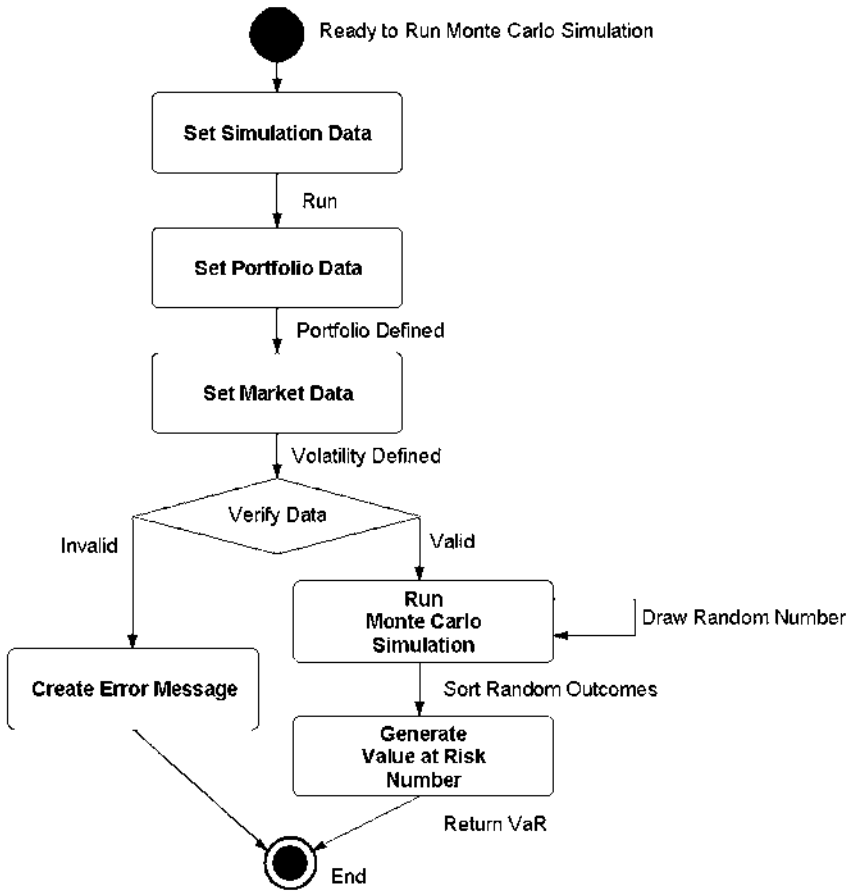 Ready to Run Monte Carlo Simulation
Set Simulation Data
Run
Set Portfolio Data
Portfolio Defined
Set Market Data
Volatility Defined
Verify Data
Invalid
Valid
Run
Monte Carlo
Simulation
Draw Random Number
Create Error Message
Sort Random Outcomes
Generate
Value at Risk
Number
Return VaR
End